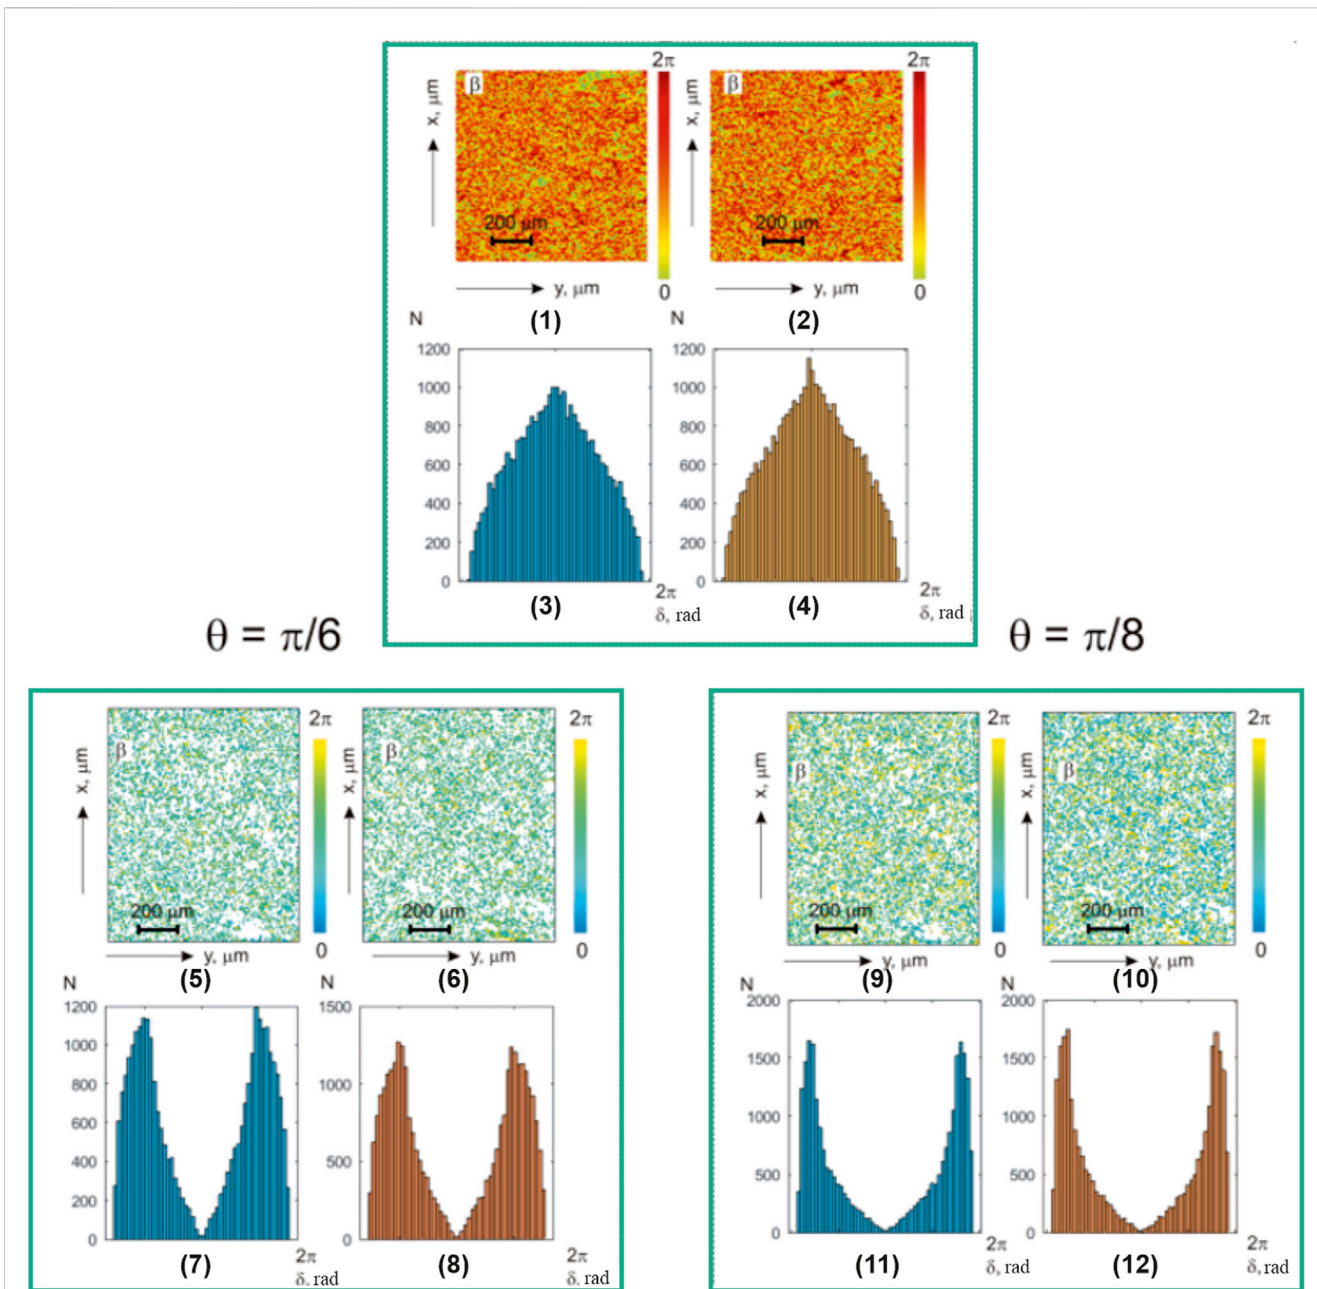 2π 2π
β β
x, μm x, μm
200 μm 200 μm
y, μm 0 y, μm 0
(1) (2)
N N
1200 1200
1000 1000
800 800
600 600
400 400
200 200
0 0
2π 2π
(3) δ, rad (4) δ, rad
θ = π/6 θ = π/8
2π 2π
β β
x, μm x, μm
200 μm 200 μm
y, μm 0 y, μm 0
(5) (6)
N N
1200 1500
1000
800 1000
600
400 500
200
0 0
2π 2π
(7) δ, rad (8) δ, rad
2π 2π
β β
x, μm x, μm
200 μm 200 μm
y, μm 0 y, μm 0
(9) (10)
N N
2000 2000
1500 1500
1000 1000
500 500
0 0
2π 2π
(11) δ, rad (12) δ, rad